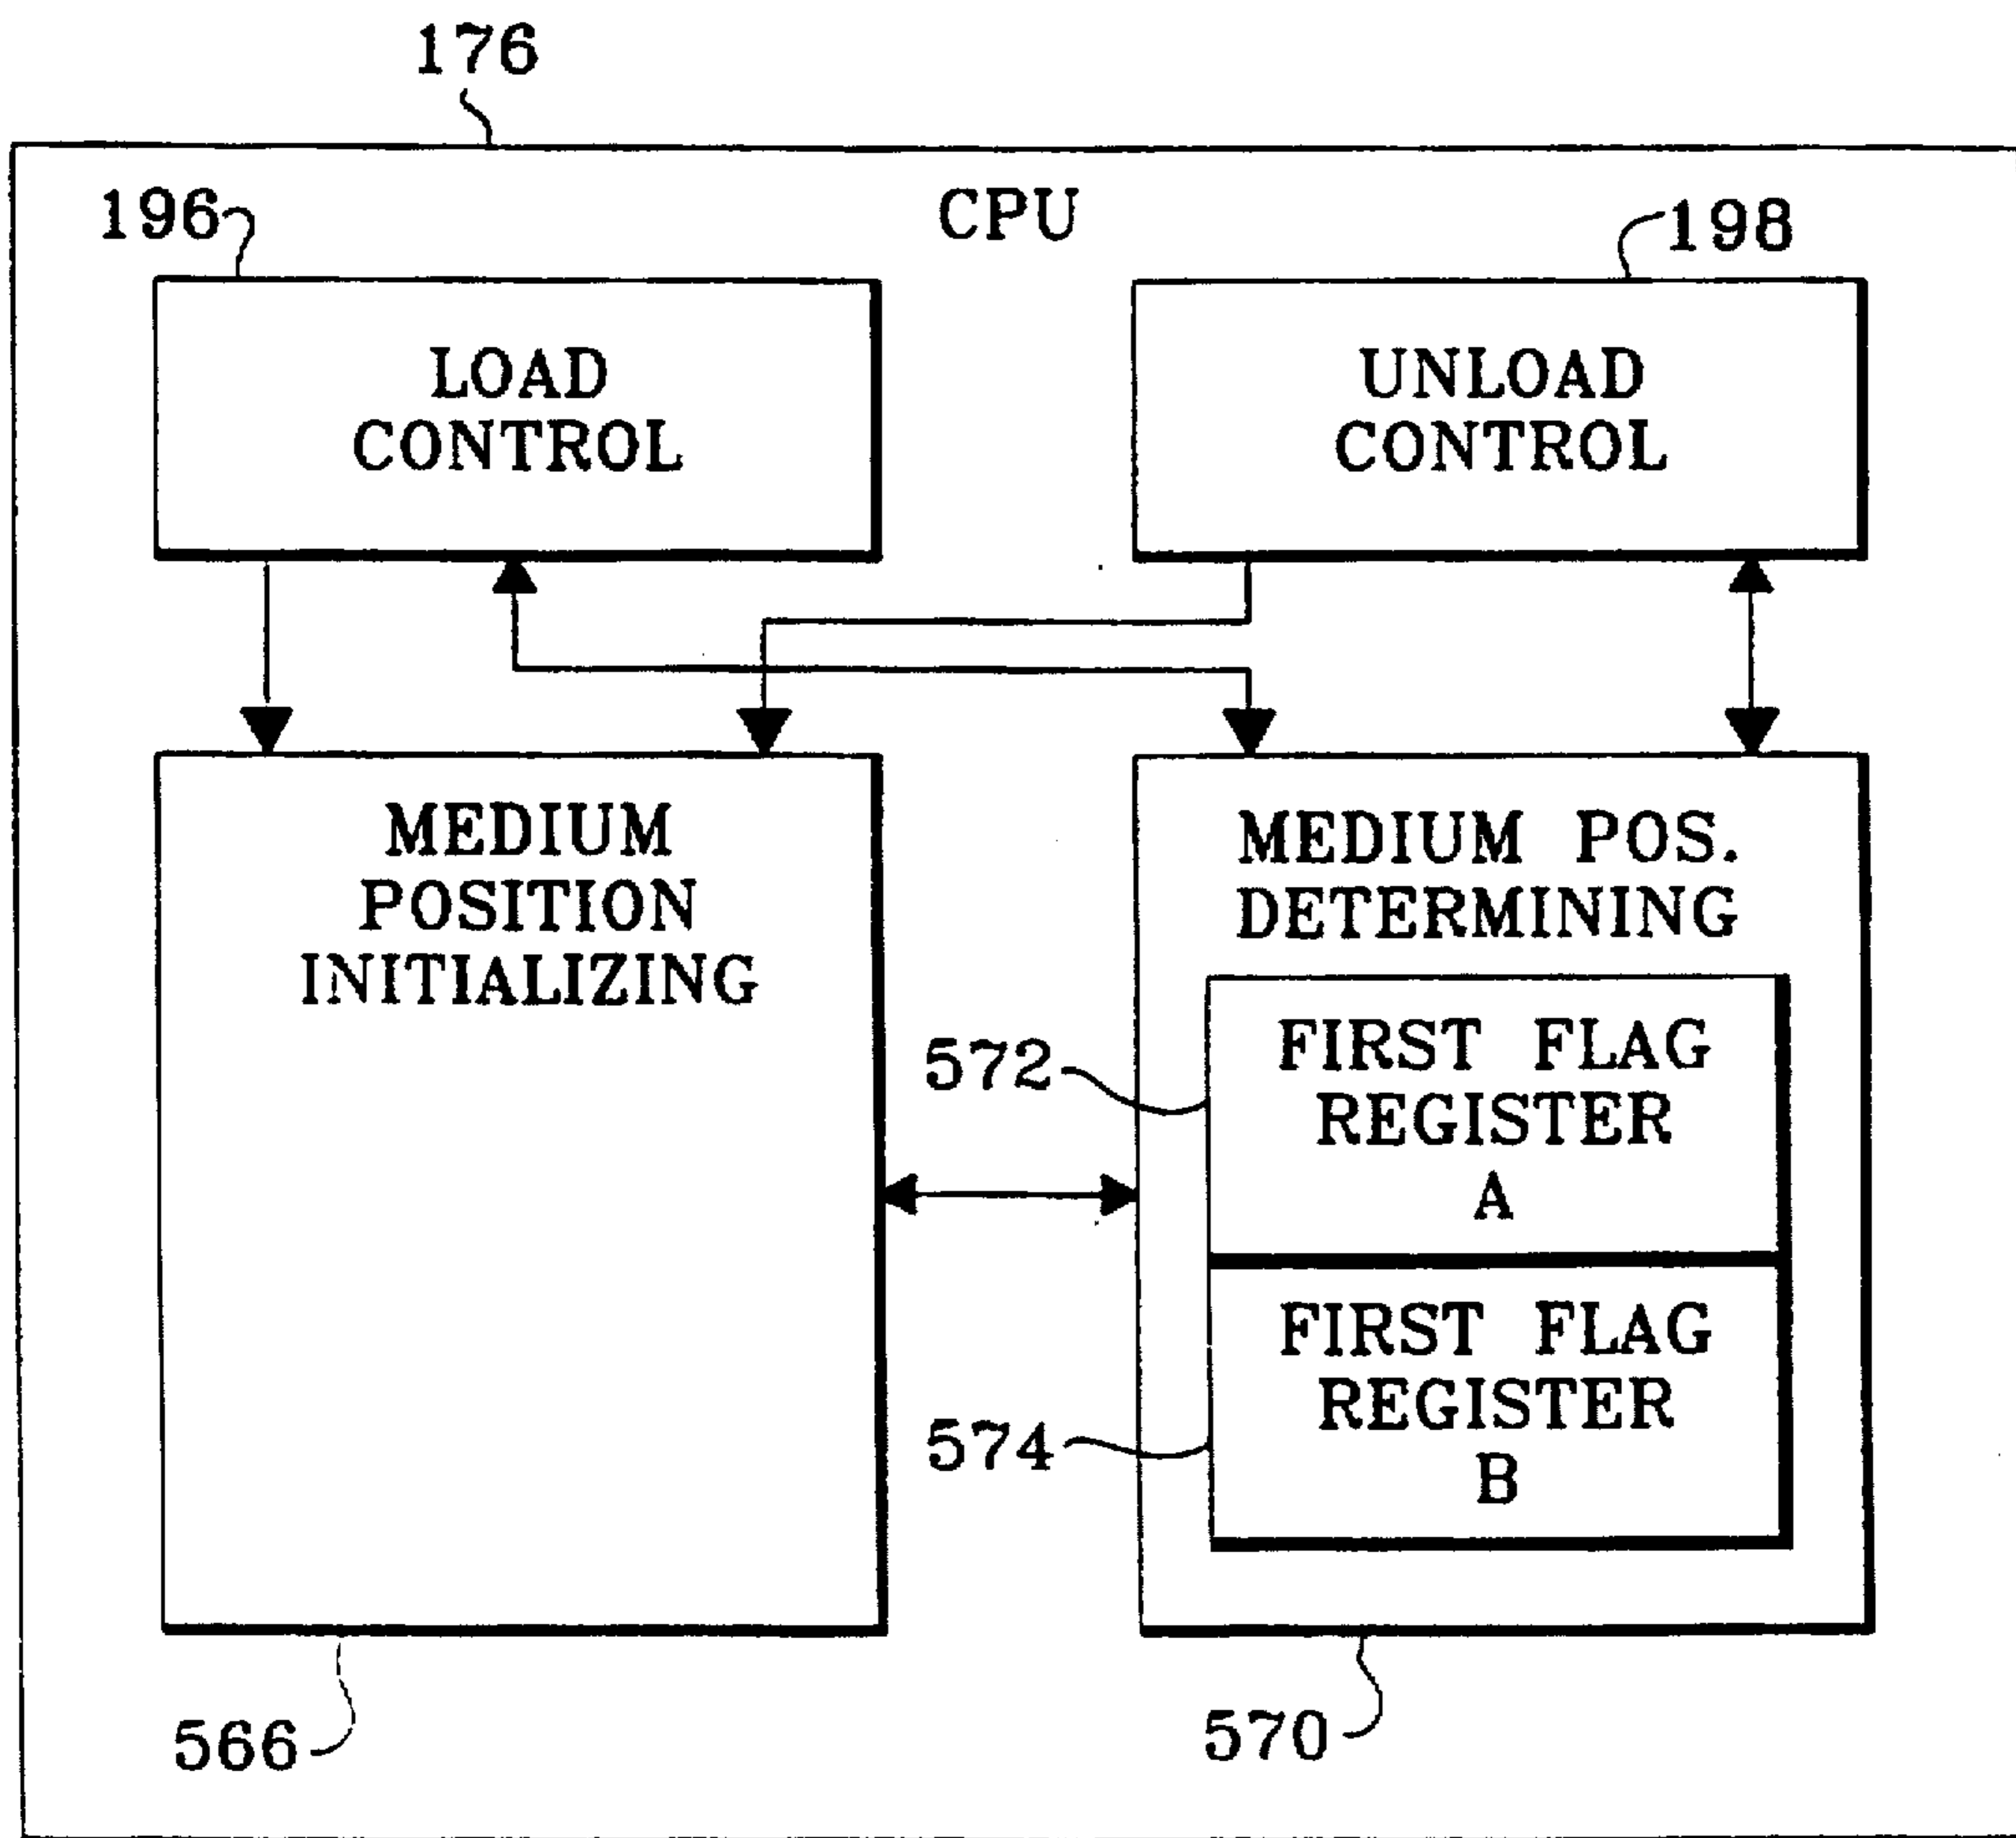 176
CPU
196
198
LOAD
CONTROL
UNLOAD
CONTROL
MEDIUM
POSITION
INITIALIZING
MEDIUM POS.
DETERMINING
572
FIRST FLAG
REGISTER
A
574
FIRST FLAG
REGISTER
B
566
570